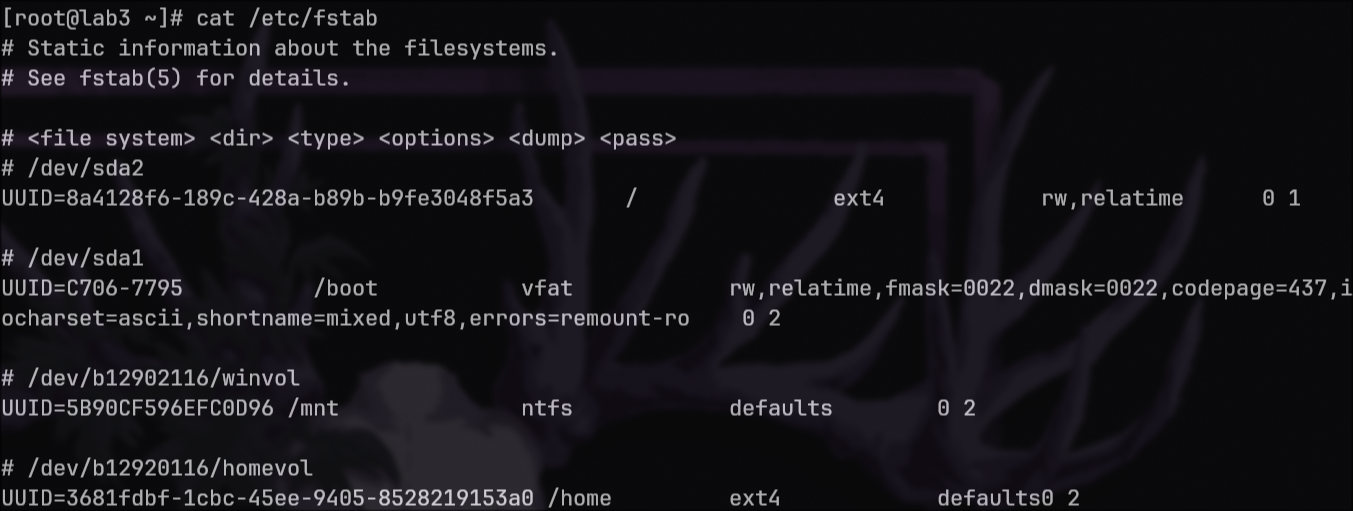 [root@lab3 ~]# cat /etc/fstab
# Static information about the filesystems.
# See fstab(5) for details.
# <file system> <dir> <type> <options> <dump> <pass>
# /dev/sda2
UUID=8a4128f6-189c-428a-b89b-b9fe3048f5a3 / ext4 rw,relatime 0 1
# /dev/sda1
UUID=C706-7795 /boot vfat rw,relatime,fmask=0022,dmask=0022,codepage=437,i
ocharset=ascii,shortname=mixed,utf8,errors=remount-ro 0 2
# /dev/b12902116/winvol
UUID=5B90CF596EFC0D96 /mnt ntfs defaults 0 2
# /dev/b12920116/homevol
UUID=3681fdbf-1cbc-45ee-9405-8528219153a0 /home ext4 defaults0 2